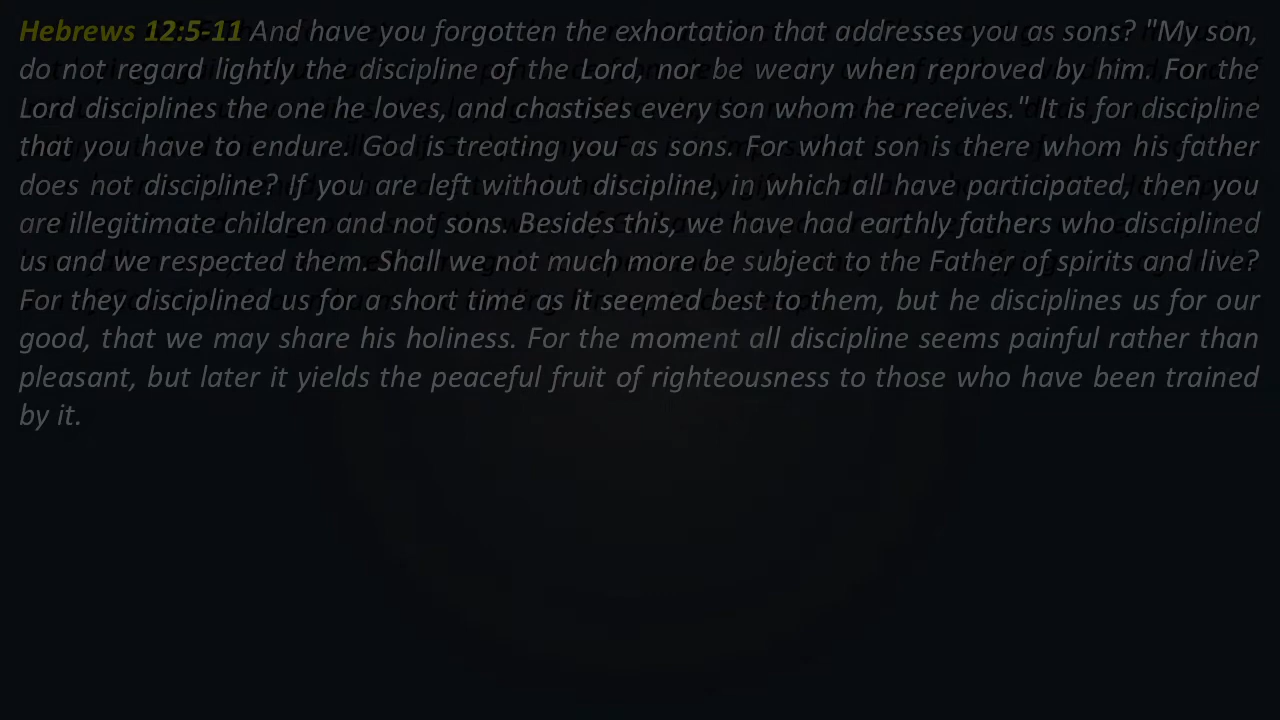 Hebrews 12:5-11 And have you forgotten the exhortation that addresses you as sons? "My son,
do not regard lightly the discipline of the Lord, nor be weary when reproved by him. For the
Lord disciplines the one he loves, and chastises every son whom he receives." It is for discipline
that you have to endure. God is treating you as sons. For what son is there whom his father
does not discipline? If you are left without discipline, in which all have participated, then you
are illegitimate children and not sons. Besides this, we have had earthly fathers who disciplined
us and we respected them. Shall we not much more be subject to the Father of spirits and live?
For they disciplined us for a short time as it seemed best to them, but he disciplines us for our
good, that we may share his holiness. For the moment all discipline seems painful rather than
pleasant, but later it yields the peaceful fruit of righteousness to those who have been trained
by it.